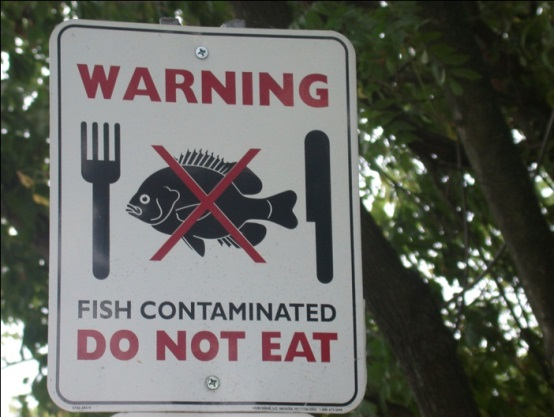 WARNING
FISH CONTAMINATED
DO NOT EAT